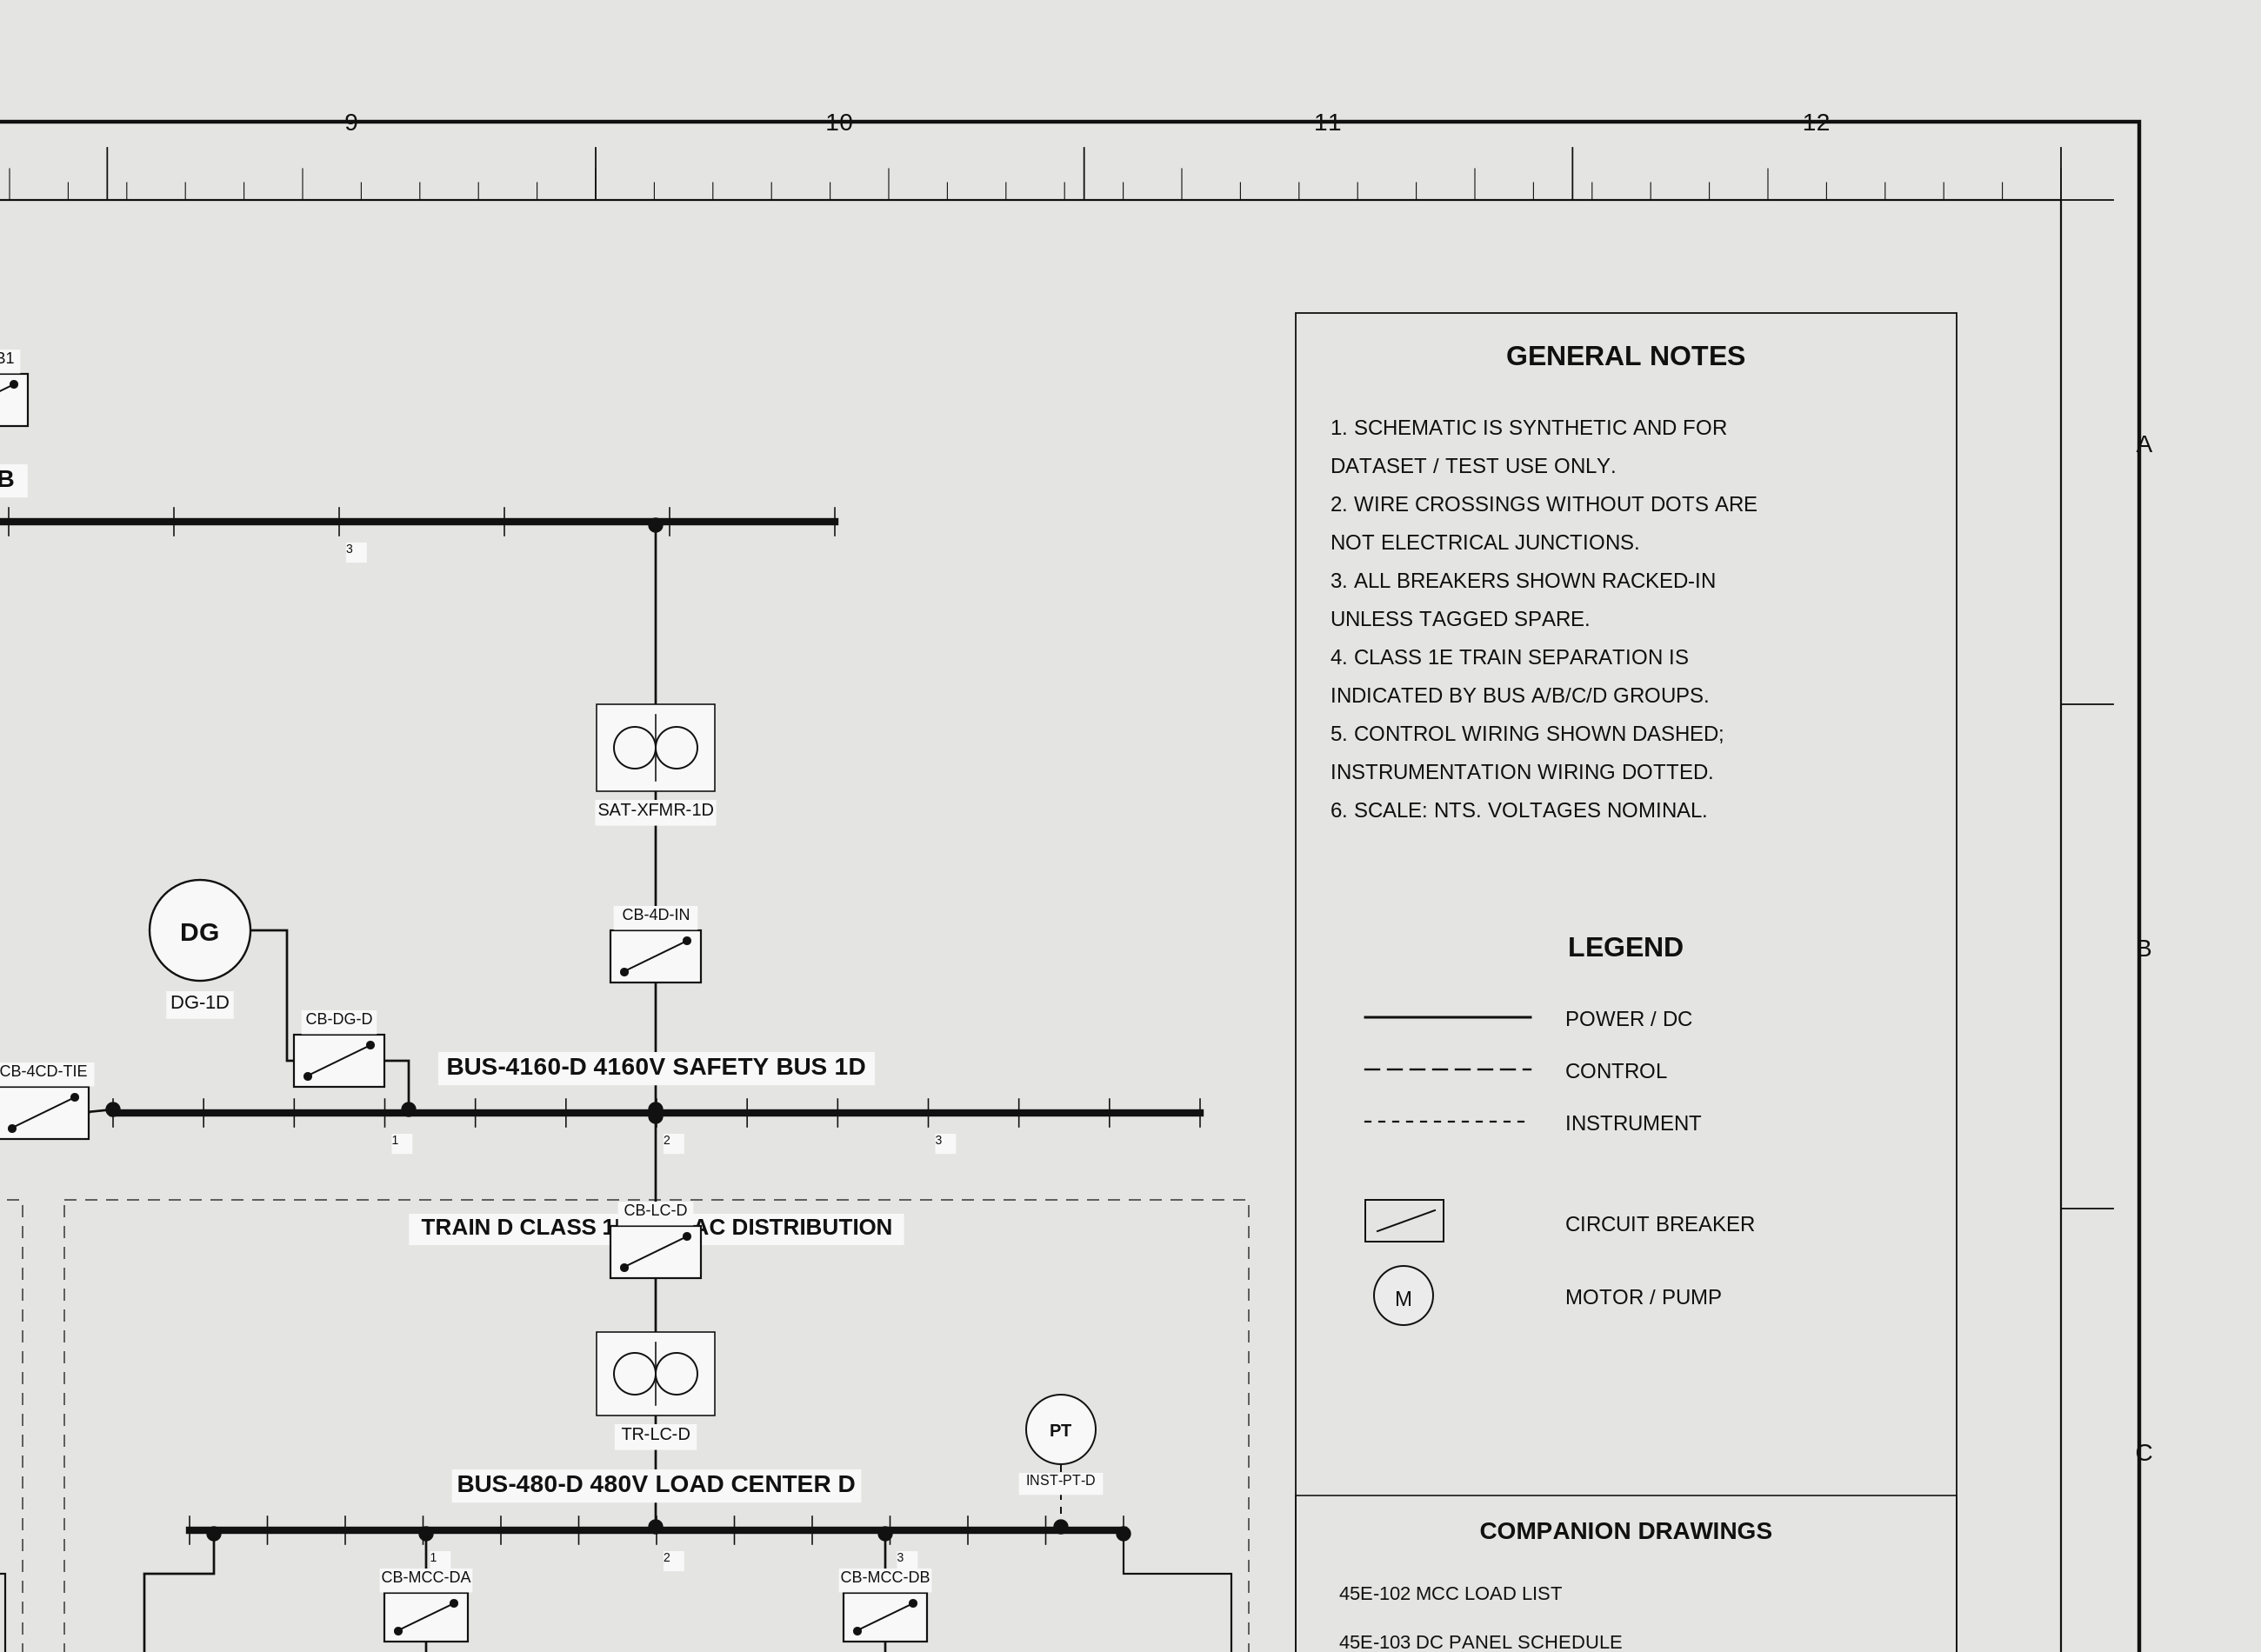 9
10
11
12
A
B
C
31
B
3
SAT-XFMR-1D
CB-4D-IN
DG
DG-1D
CB-DG-D
CB-4CD-TIE
BUS-4160-D 4160V SAFETY BUS 1D
1
2
3
CB-LC-D
TRAIN D CLASS 1 AC DISTRIBUTION
TR-LC-D
PT
INST-PT-D
BUS-480-D 480V LOAD CENTER D
1
2
3
CB-MCC-DA
CB-MCC-DB
GENERAL NOTES
1. SCHEMATIC IS SYNTHETIC AND FOR
DATASET / TEST USE ONLY.
2. WIRE CROSSINGS WITHOUT DOTS ARE
NOT ELECTRICAL JUNCTIONS.
3. ALL BREAKERS SHOWN RACKED-IN
UNLESS TAGGED SPARE.
4. CLASS 1E TRAIN SEPARATION IS
INDICATED BY BUS A/B/C/D GROUPS.
5. CONTROL WIRING SHOWN DASHED;
INSTRUMENTATION WIRING DOTTED.
6. SCALE: NTS. VOLTAGES NOMINAL.
LEGEND
POWER / DC
CONTROL
INSTRUMENT
CIRCUIT BREAKER
M
MOTOR / PUMP
COMPANION DRAWINGS
45E-102 MCC LOAD LIST
45E-103 DC PANEL SCHEDULE